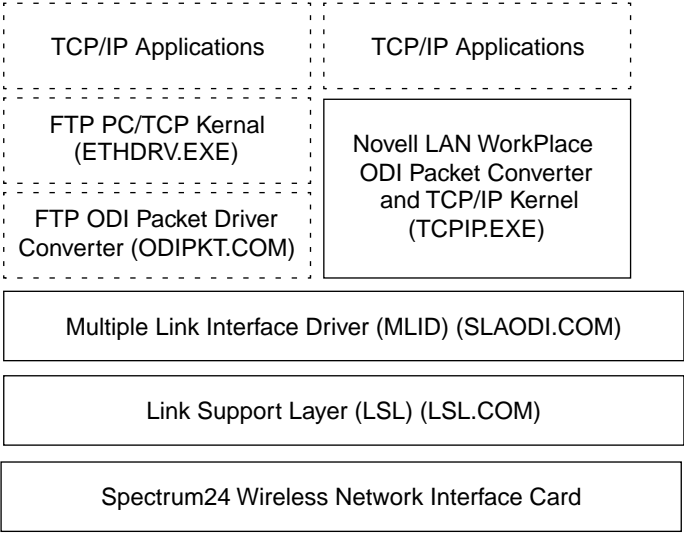 TCP/IP Applications
TCP/IP Applications
FTP PC/TCP Kernal
(ETHDRV.EXE)
FTP ODI Packet Driver
Converter (ODIPKT.COM)
Novell LAN WorkPlace
ODI Packet Converter
and TCP/IP Kernel
(TCPIP.EXE)
Multiple Link Interface Driver (MLID) (SLAODI.COM)
Link Support Layer (LSL) (LSL.COM)
Spectrum24 Wireless Network Interface Card